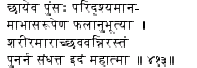 छायेव पुंसः परिदृश्यमान-
माभासरूपेण फलानुभूत्या ।
शरीरमाराच्छववन्निरस्तं
पुनर्न संधत्त इदं महात्मा ॥ ४१३॥